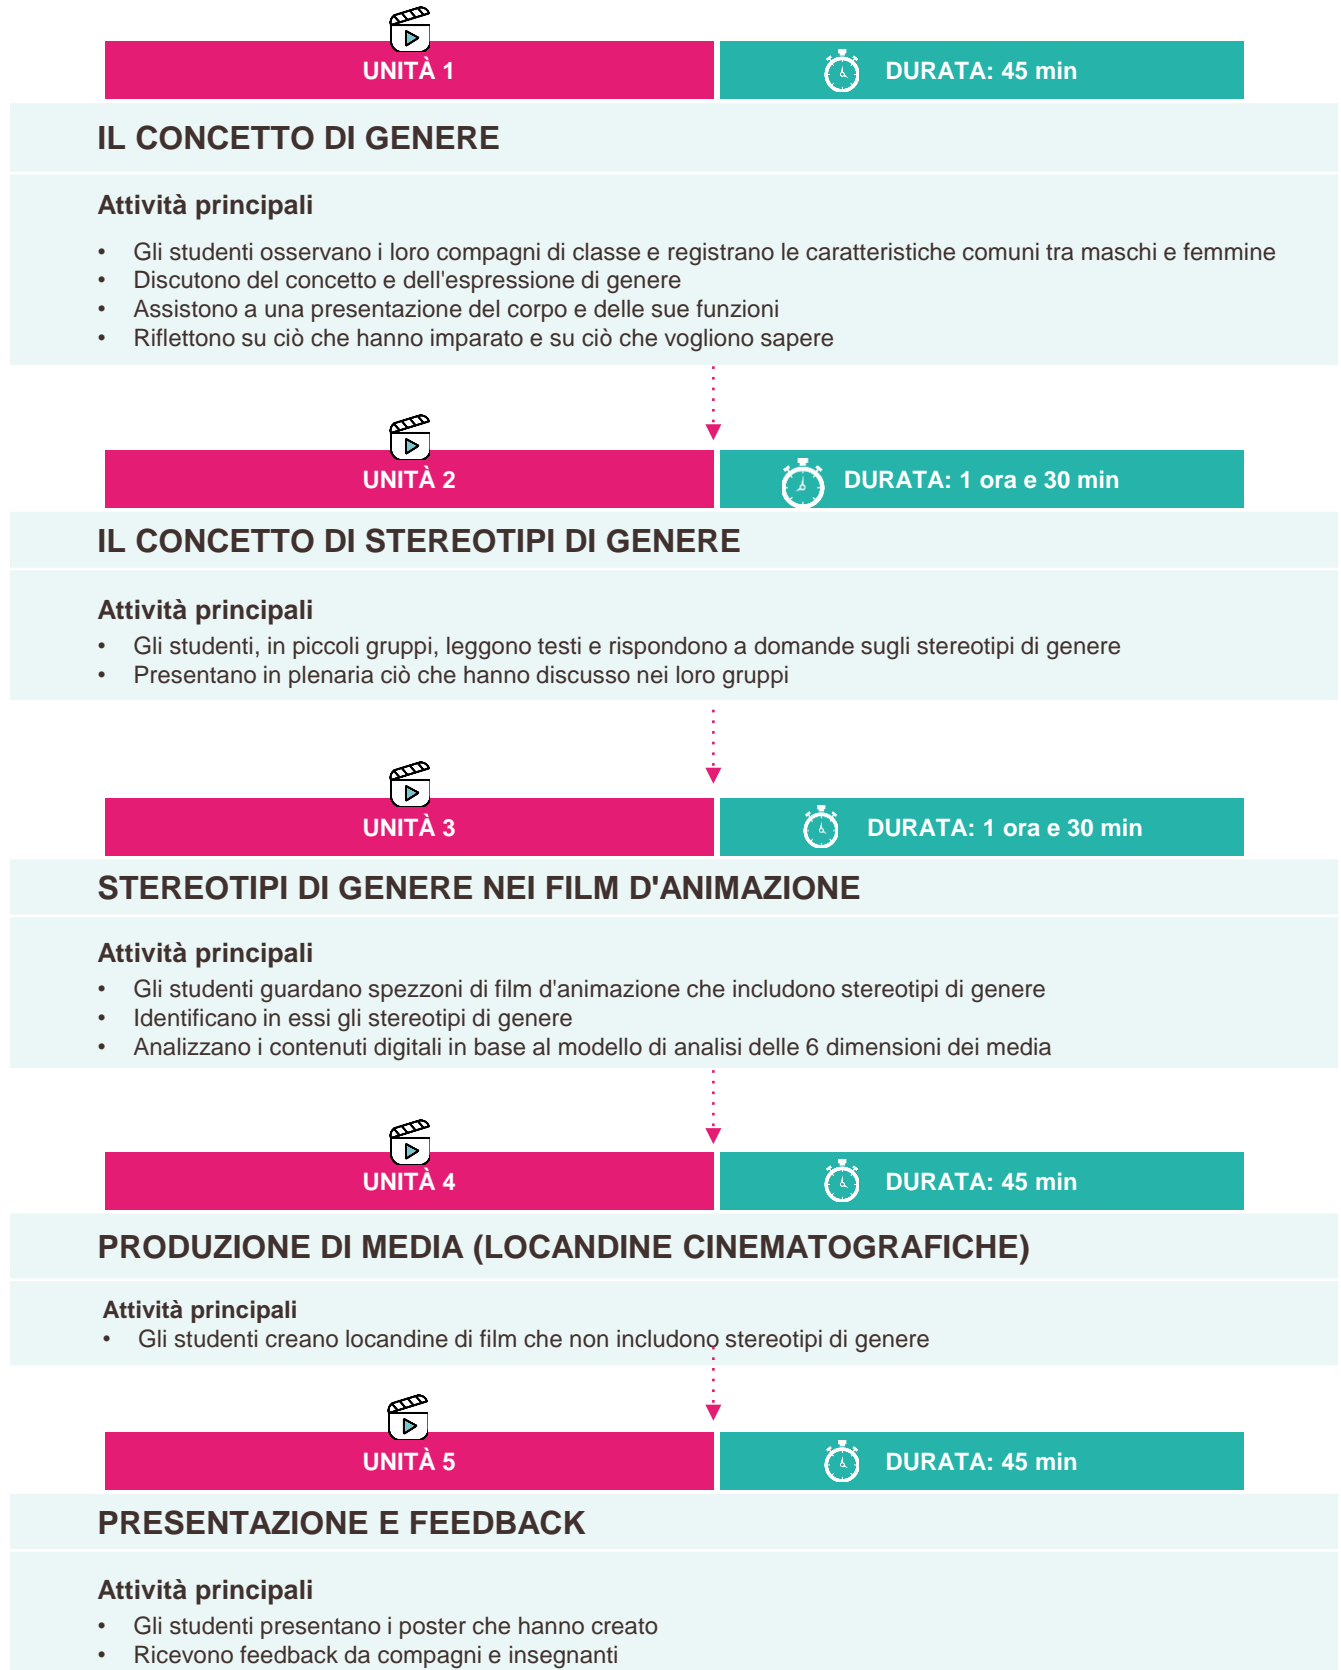 UNITÀ 1
DURATA: 45 min
IL CONCETTO DI GENERE
Attività principali
• Gli studenti osservano i loro compagni di classe e registrano le caratteristiche comuni tra maschi e femmine
• Discutono del concetto e dell'espressione di genere
• Assistono a una presentazione del corpo e delle sue funzioni
• Riflettono su ciò che hanno imparato e su ciò che vogliono sapere
UNITÀ 2
DURATA: 1 ora e 30 min
IL CONCETTO DI STEREOTIPI DI GENERE
Attività principali
• Gli studenti, in piccoli gruppi, leggono testi e rispondono a domande sugli stereotipi di genere
• Presentano in plenaria ciò che hanno discusso nei loro gruppi
UNITÀ 3
DURATA: 1 ora e 30 min
STEREOTIPI DI GENERE NEI FILM D'ANIMAZIONE
Attività principali
• Gli studenti guardano spezzoni di film d'animazione che includono stereotipi di genere
• Identificano in essi gli stereotipi di genere
• Analizzano i contenuti digitali in base al modello di analisi delle 6 dimensioni dei media
UNITÀ 4
DURATA: 45 min
PRODUZIONE DI MEDIA (LOCANDINE CINEMATOGRAFICHE)
Attività principali
• Gli studenti creano locandine di film che non includono stereotipi di genere
UNITÀ 5
DURATA: 45 min
PRESENTAZIONE E FEEDBACK
Attività principali
• Gli studenti presentano i poster che hanno creato
• Ricevono feedback da compagni e insegnanti